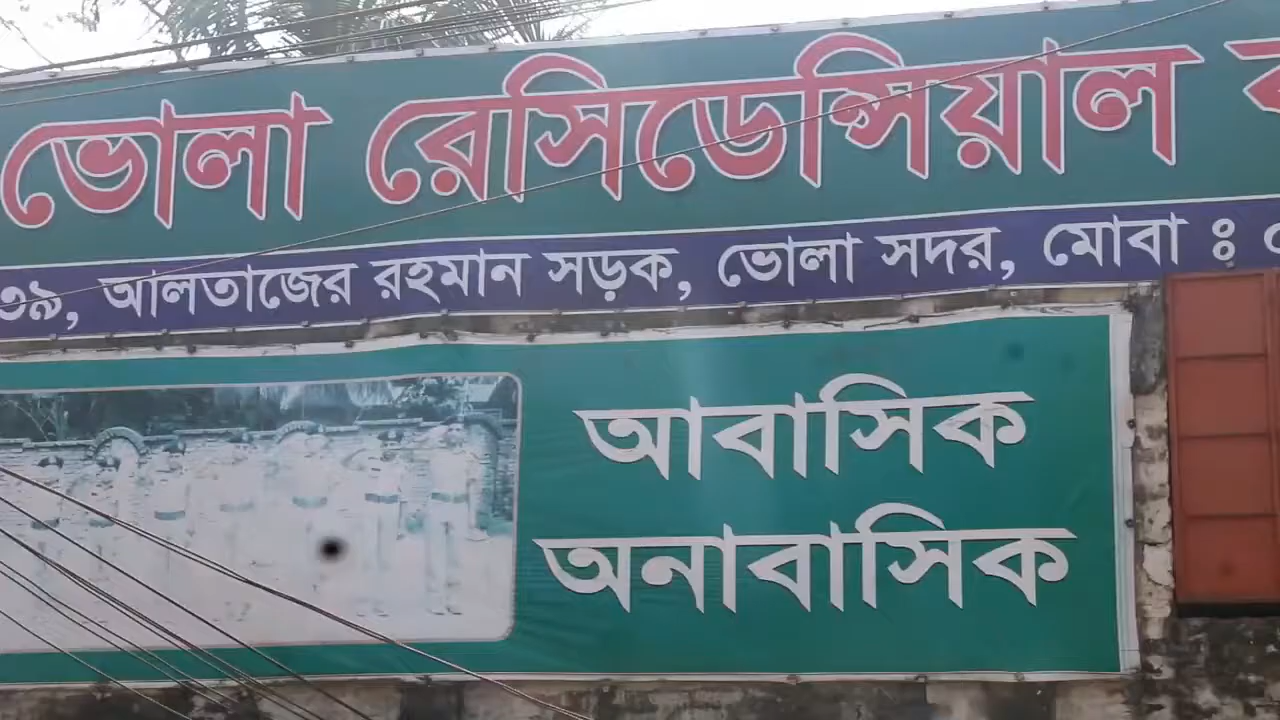 ভোলা রেসিডেন্সিয়াল
৩৯, আলতাজের রহমান সড়ক, ভোলা সদর, মোবা ঃ
আবাসিক
অনাবাসিক